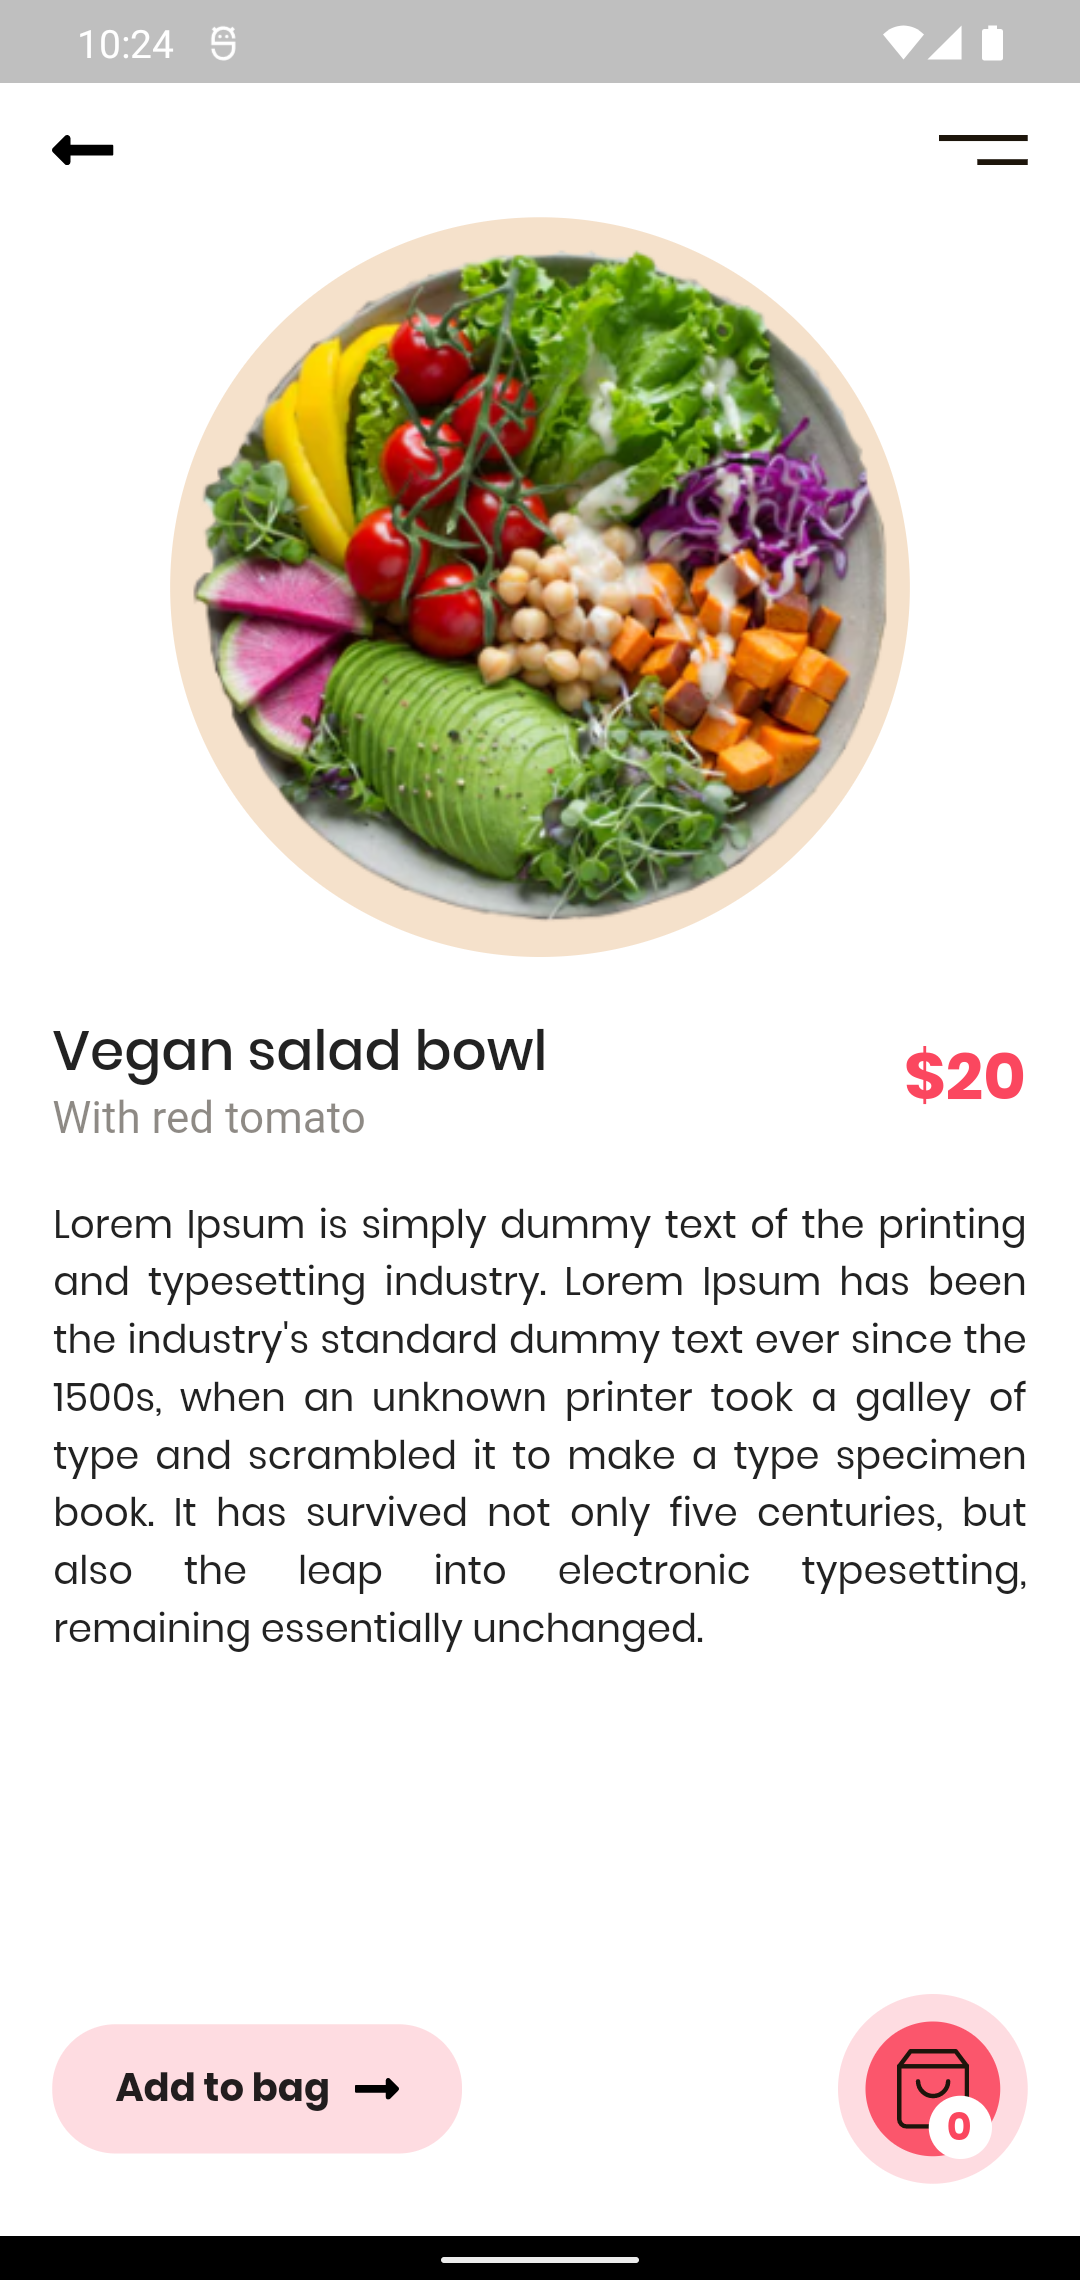 10:24
Vegan salad bowl
$20
With red tomato
Lorem Ipsum is simply dummy text of the printing
and typesetting industry. Lorem Ipsum has been
the industry's standard dummy text ever since the
1500s, when an unknown printer took a galley of
type and scrambled it to make a type specimen
book. It has survived not only five centuries, but
also the leap into electronic typesetting,
remaining essentially unchanged.
Add to bag
0